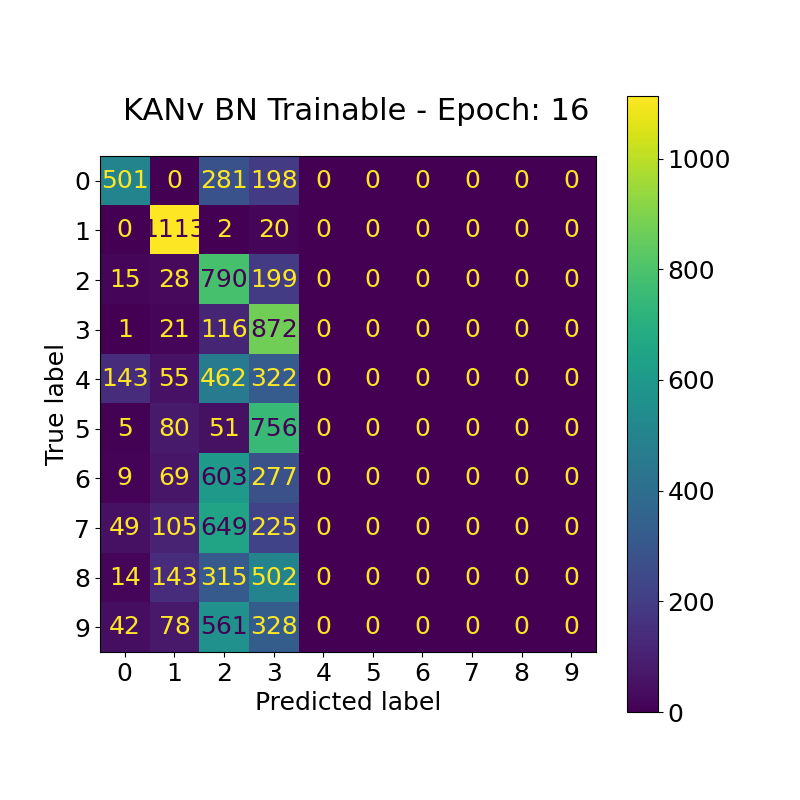 KANv BN Trainable - Epoch: 16
0 501 0 281 198 0 0 0 0 0 0
1 0 1113 2 20 0 0 0 0 0 0
2 15 28 790 199 0 0 0 0 0 0
3 1 21 116 872 0 0 0 0 0 0
4 143 55 462 322 0 0 0 0 0 0
5 5 80 51 756 0 0 0 0 0 0
6 9 69 603 277 0 0 0 0 0 0
7 49 105 649 225 0 0 0 0 0 0
8 14 143 315 502 0 0 0 0 0 0
9 42 78 561 328 0 0 0 0 0 0
0 1 2 3 4 5 6 7 8 9
Predicted label
True label
1000
800
600
400
200
0